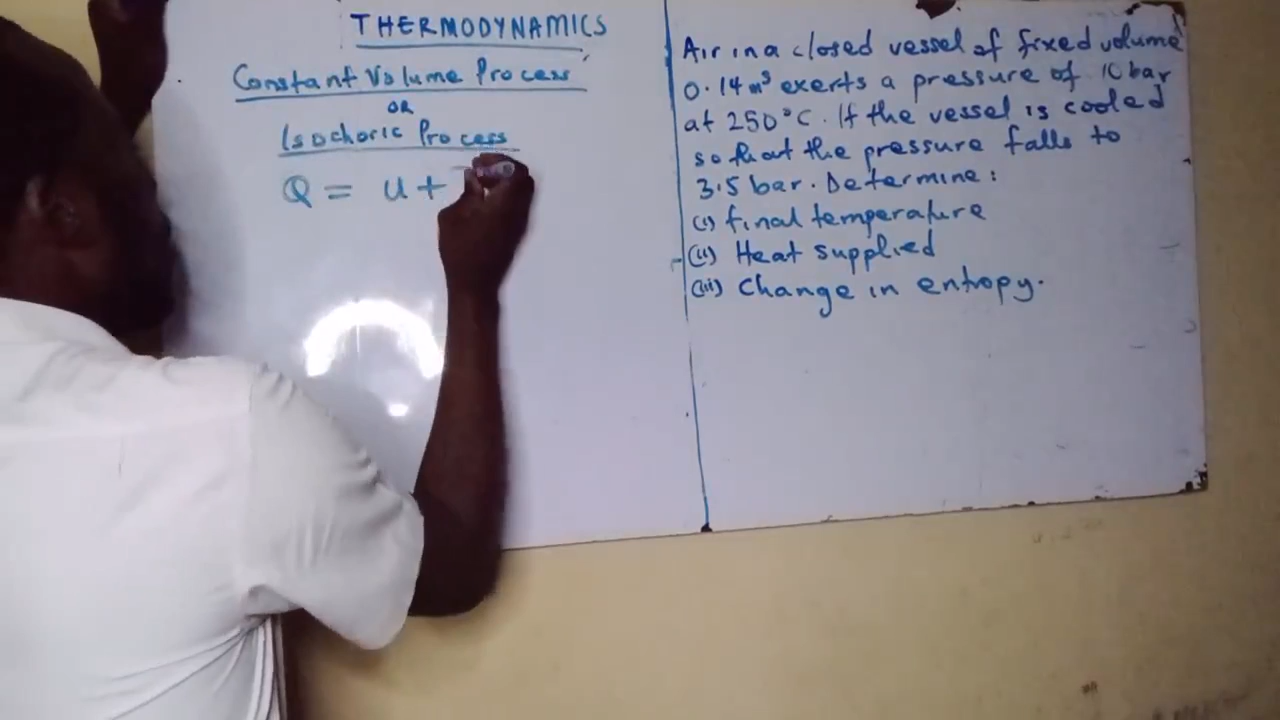 THERMODYNAMICS
Constant Volume Process
OR
Isochoric Process
Q = u +
Air in a closed vessel of fixed volume
0.14 m³ exerts a pressure of 10 bar
at 250°C. If the vessel is cooled
so that the pressure falls to
3.5 bar. Determine:
(i) final temperature
(ii) Heat supplied
(iii) Change in entropy.